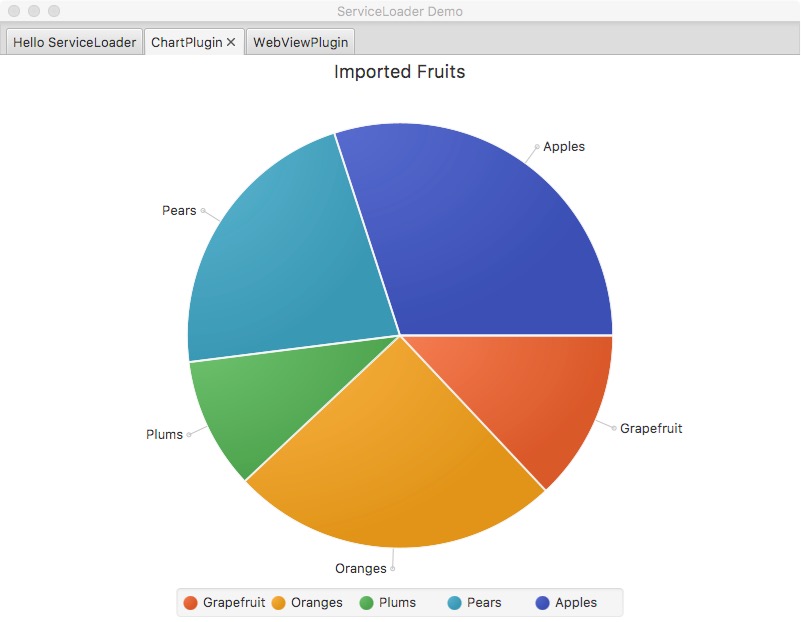 ServiceLoader Demo
Hello ServiceLoader ChartPlugin × WebViewPlugin
Imported Fruits
Apples
Pears
Grapefruit
Plums
Oranges
Grapefruit Oranges Plums Pears Apples